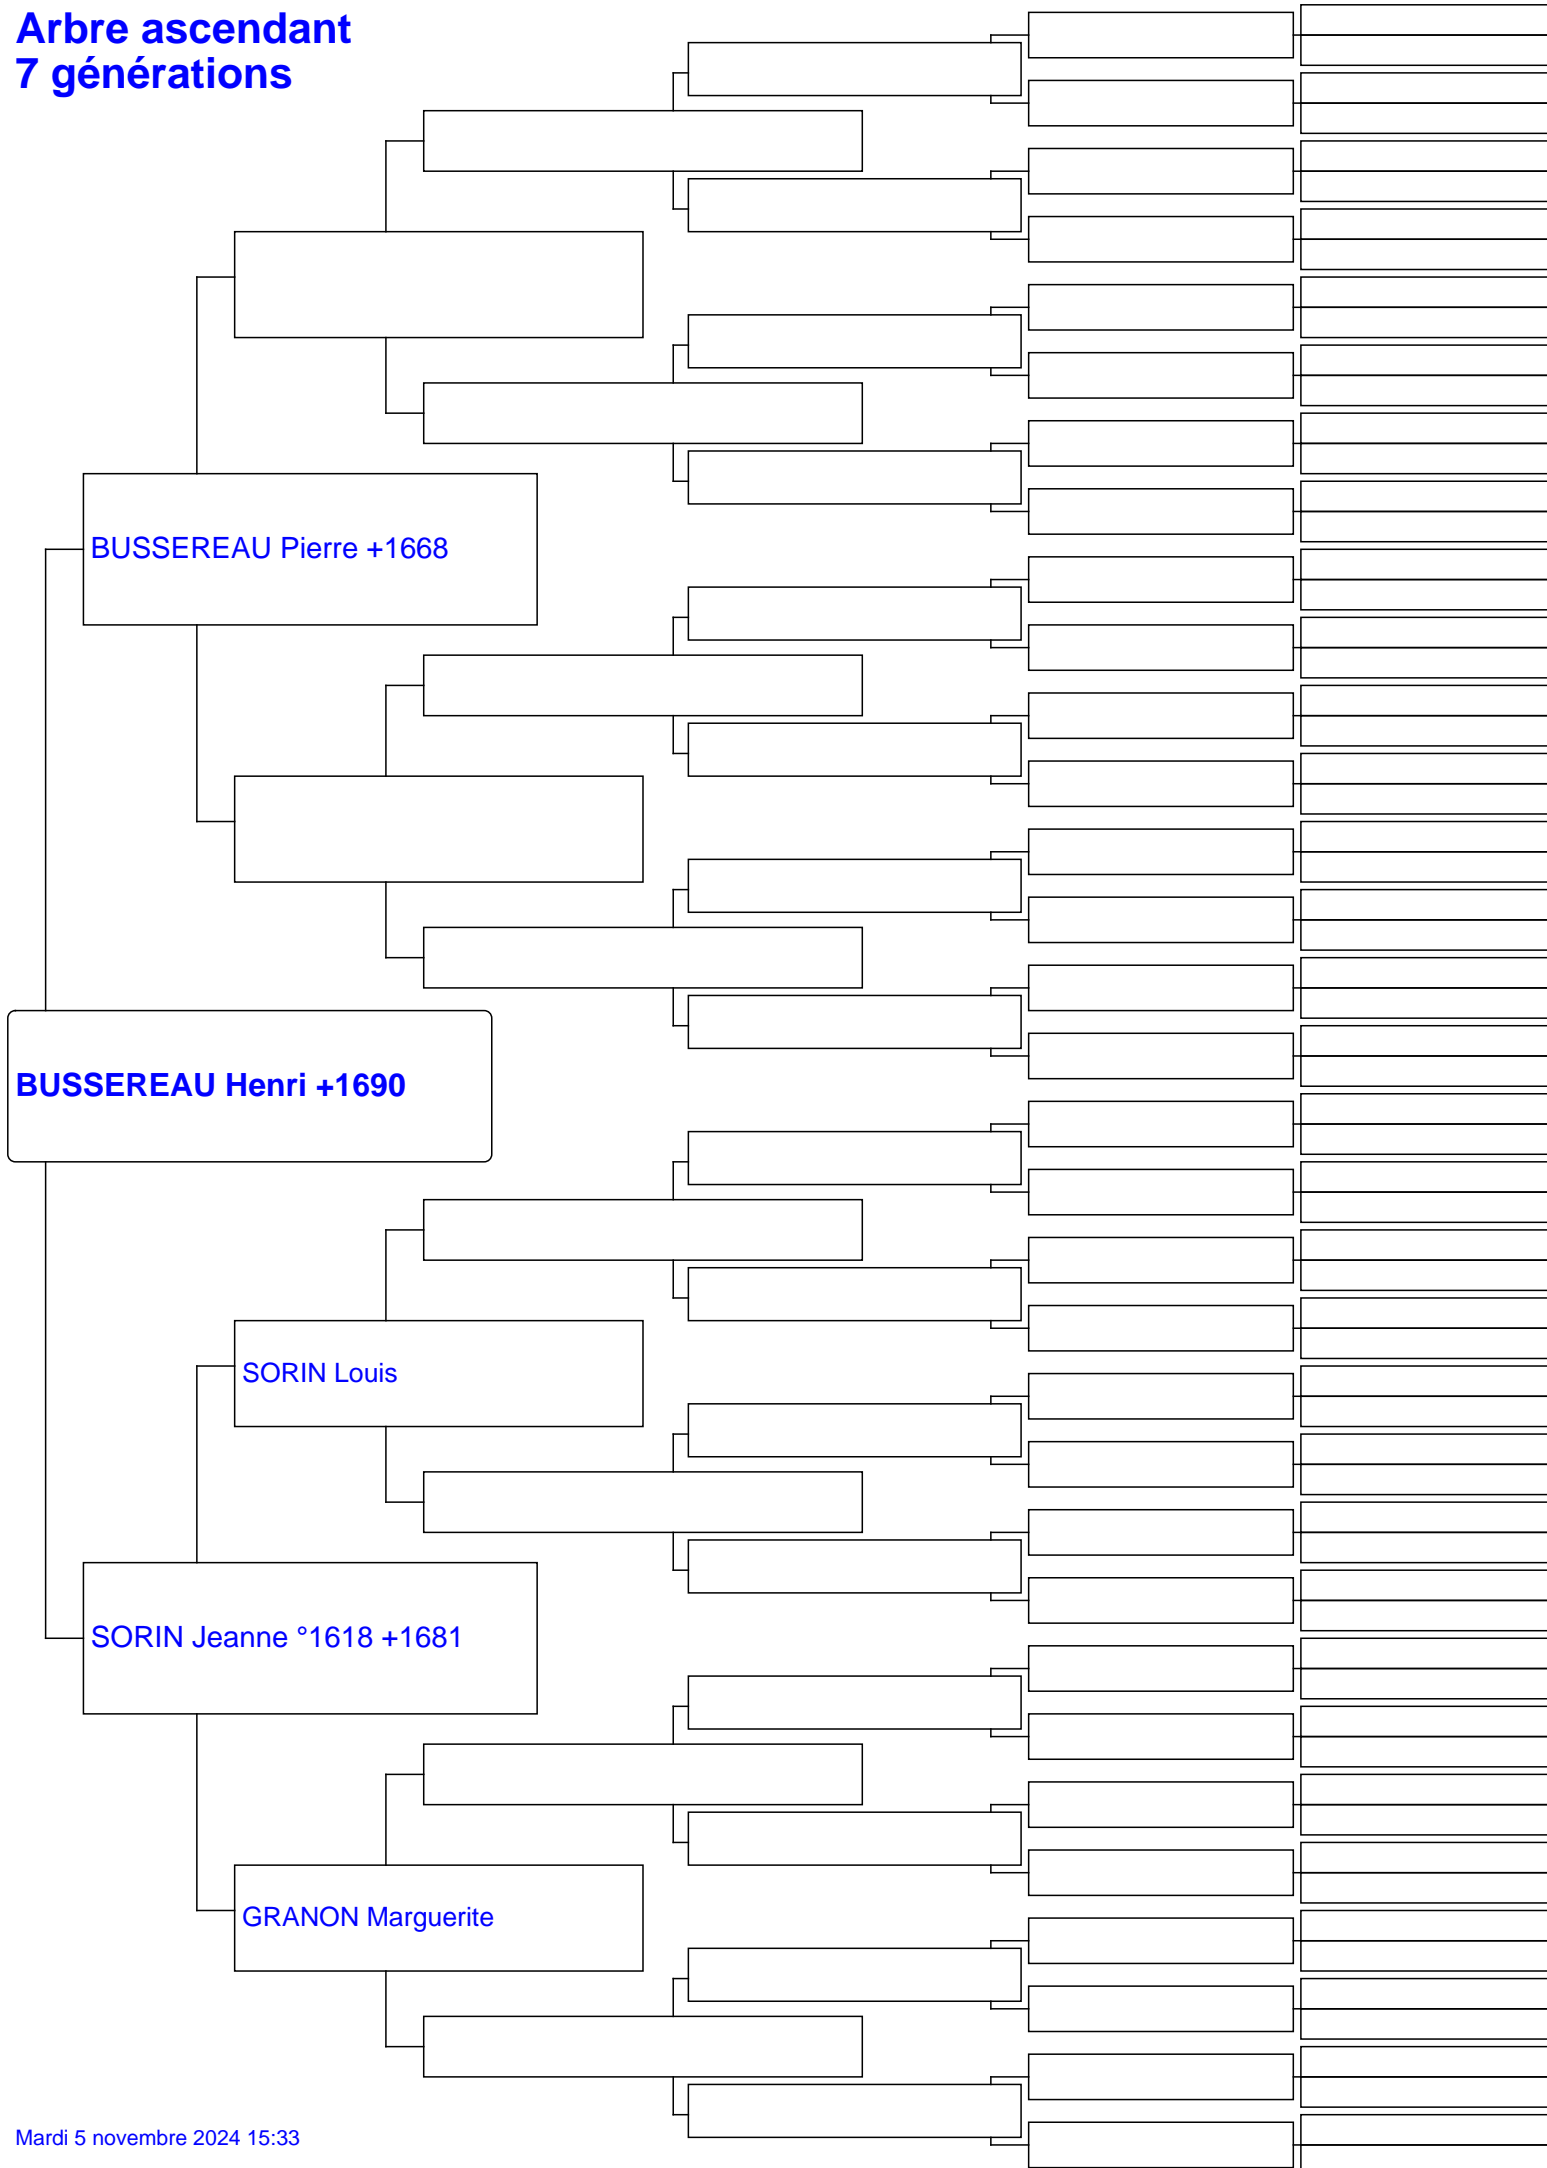 Arbre ascendant
7 générations
BUSSEREAU Pierre +1668
BUSSEREAU Henri +1690
SORIN Louis
SORIN Jeanne °1618 +1681
GRANON Marguerite
Mardi 5 novembre 2024 15:33